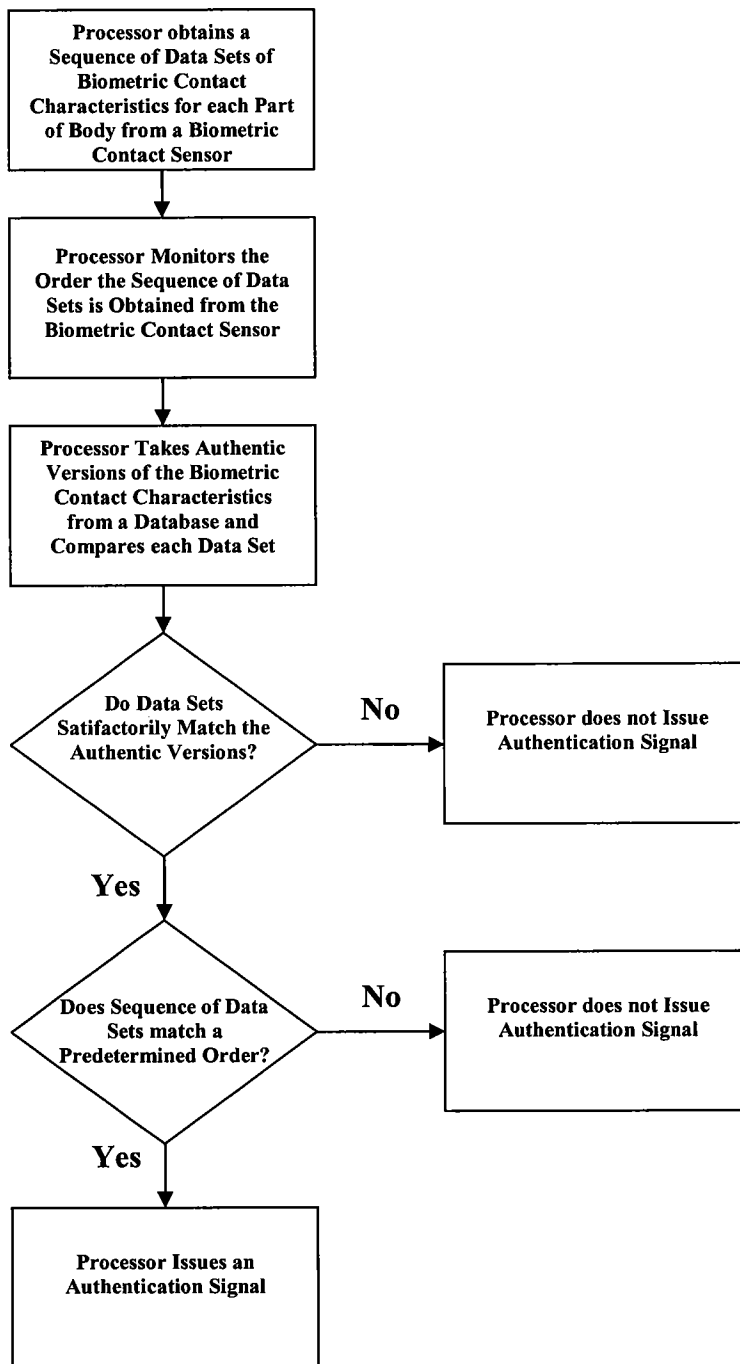 Processor obtains a
Sequence of Data Sets of
Biometric Contact
Characteristics for each Part
of Body from a Biometric
Contact Sensor
Processor Monitors the
Order the Sequence of Data
Sets is Obtained from the
Biometric Contact Sensor
Processor Takes Authentic
Versions of the Biometric
Contact Characteristics
from a Database and
Compares each Data Set
Do Data Sets
Satifactorily Match the
Authentic Versions?
No
Processor does not Issue
Authentication Signal
Yes
Does Sequence of Data
Sets match a
Predetermined Order?
No
Processor does not Issue
Authentication Signal
Yes
Processor Issues an
Authentication Signal